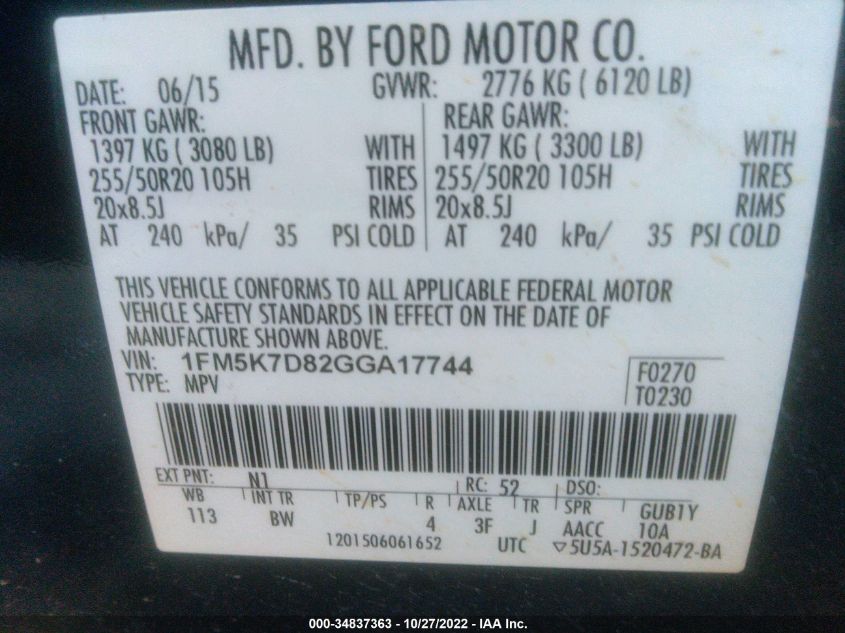 MFD. BY FORD MOTOR CO.
DATE: 06/15 GVWR: 2776 KG ( 6120 LB)
FRONT GAWR: REAR GAWR:
1397 KG ( 3080 LB) WITH 1497 KG ( 3300 LB) WITH
255/50R20 105H TIRES 255/50R20 105H TIRES
20x8.5J RIMS 20x8.5J RIMS
AT 240 kPa/ 35 PSI COLD AT 240 kPa/ 35 PSI COLD
THIS VEHICLE CONFORMS TO ALL APPLICABLE FEDERAL MOTOR
VEHICLE SAFETY STANDARDS IN EFFECT ON THE DATE OF
MANUFACTURE SHOWN ABOVE.
VIN: 1FM5K7D82GGA17744 F0270
TYPE: MPV T0230
EXT PNT: N1 RC: 52 DSO:
WB INT TR TP/PS R AXLE TR SPR GUB1Y
113 BW 4 3F J AACC 10A
1201506061652 UTC ▽5U5A-1520472-BA
000-34837363 - 10/27/2022 - IAA Inc.